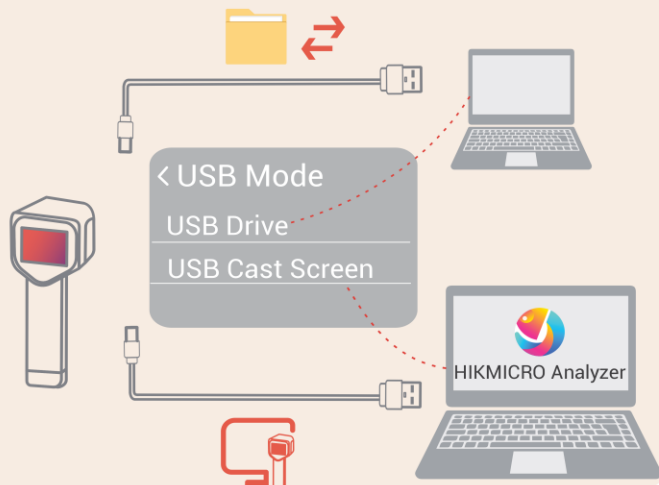 < USB Mode
USB Drive
USB Cast Screen
HIKMICRO Analyzer